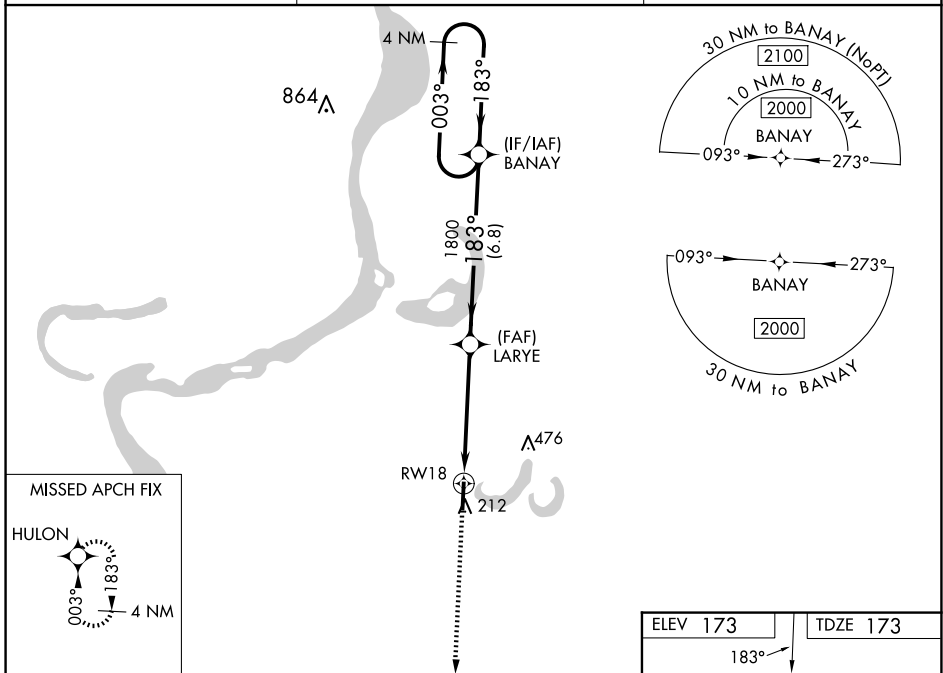 4 NM
864
003°
183°
(IF/IAF)
BANAY
1800
183°
(6.8)
(FAF)
LARYE
476
RW18
212
30 NM to BANAY (NoPT)
2100
10 NM to BANAY
2000
BANAY
093°
273°
093°
273°
BANAY
2000
30 NM to BANAY
MISSED APCH FIX
HULON
003°
183°
4 NM
ELEV 173
TDZE 173
183°